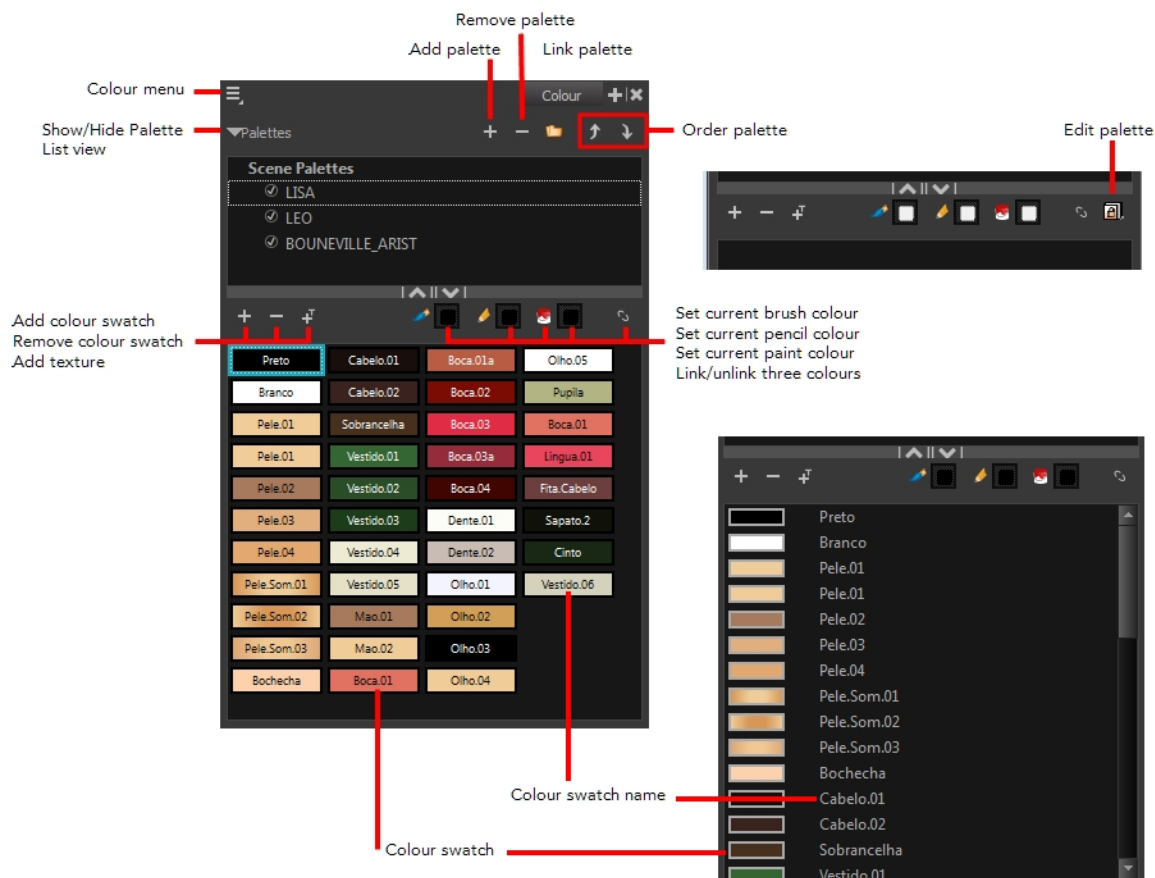 Remove palette
Add palette
Link palette
Colour menu
Colour
Show/Hide Palette
List view
Palettes
Order palette
Edit palette
Scene Palettes
LISA
LEO
BOUNEVILLE_ARIST
Add colour swatch
Remove colour swatch
Add texture
Set current brush colour
Set current pencil colour
Set current paint colour
Link/unlink three colours
Preto Cabelo.01 Boca.01a Olho.05
Branco Cabelo.02 Boca.02 Pupila
Pele.01 Sobrancelha Boca.03 Boca.01
Pele.01 Vestido.01 Boca.03a Lingua.01
Pele.02 Vestido.02 Boca.04 Fita.Cabelo
Pele.03 Vestido.03 Dente.01 Sapato.2
Pele.04 Vestido.04 Dente.02 Cinto
Pele.Som.01 Vestido.05 Olho.01 Vestido.06
Pele.Som.02 Mao.01 Olho.02
Pele.Som.03 Mao.02 Olho.03
Bochecha Boca.01 Olho.04
Preto
Branco
Pele.01
Pele.01
Pele.02
Pele.03
Pele.04
Pele.Som.01
Pele.Som.02
Pele.Som.03
Bochecha
Cabelo.01
Cabelo.02
Sobrancelha
Vestido.01
Colour swatch name
Colour swatch